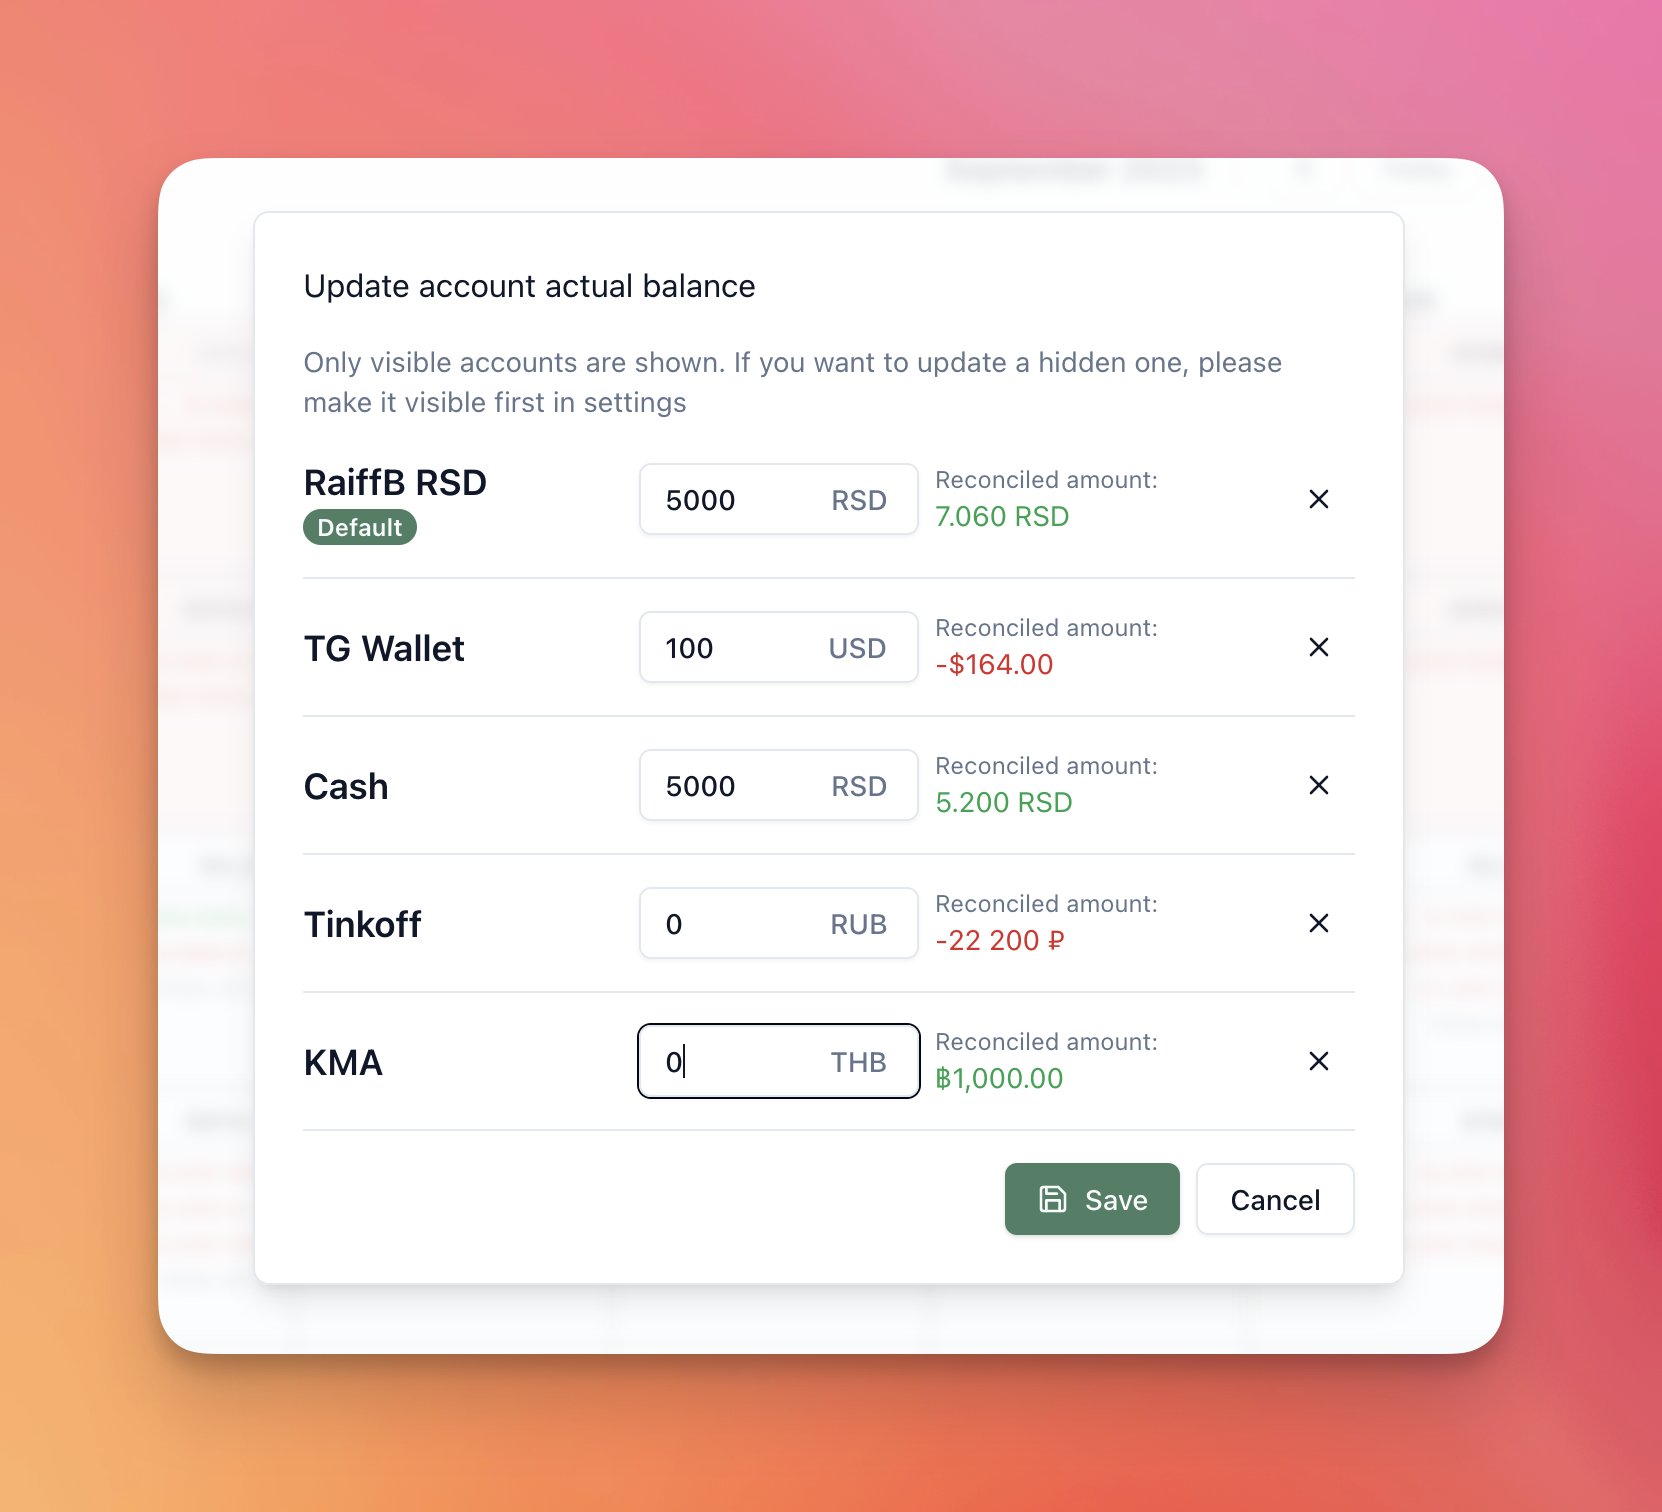 Update account actual balance
Only visible accounts are shown. If you want to update a hidden one, please
make it visible first in settings
RaiffB RSD
Default
5000 RSD
Reconciled amount:
7.060 RSD
TG Wallet
100 USD
Reconciled amount:
-$164.00
Cash
5000 RSD
Reconciled amount:
5.200 RSD
Tinkoff
0 RUB
Reconciled amount:
-22 200 ₽
KMA
0 THB
Reconciled amount:
฿1,000.00
Save
Cancel